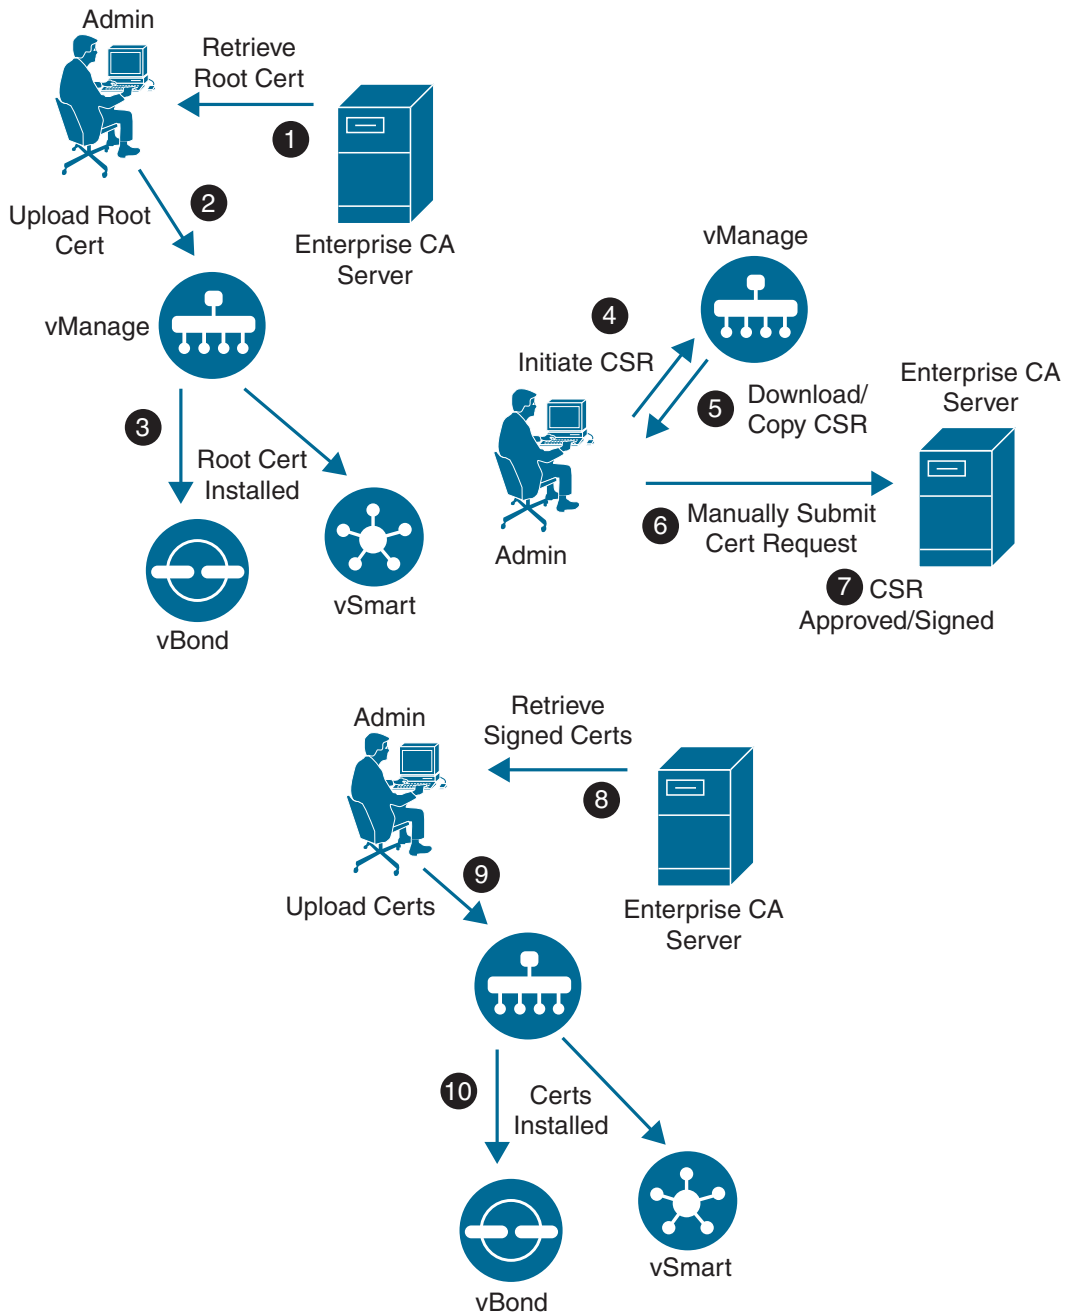 Admin
Retrieve
Root Cert
1
2
Upload Root
Cert
Enterprise CA
Server
vManage
3
Root Cert
Installed
vSmart
vBond
vManage
4
Initiate CSR
5
Download/
Copy CSR
Enterprise CA
Server
6
Manually Submit
Cert Request
Admin
7
CSR
Approved/Signed
Admin
Retrieve
Signed Certs
8
9
Upload Certs
Enterprise CA
Server
10
Certs
Installed
vSmart
vBond